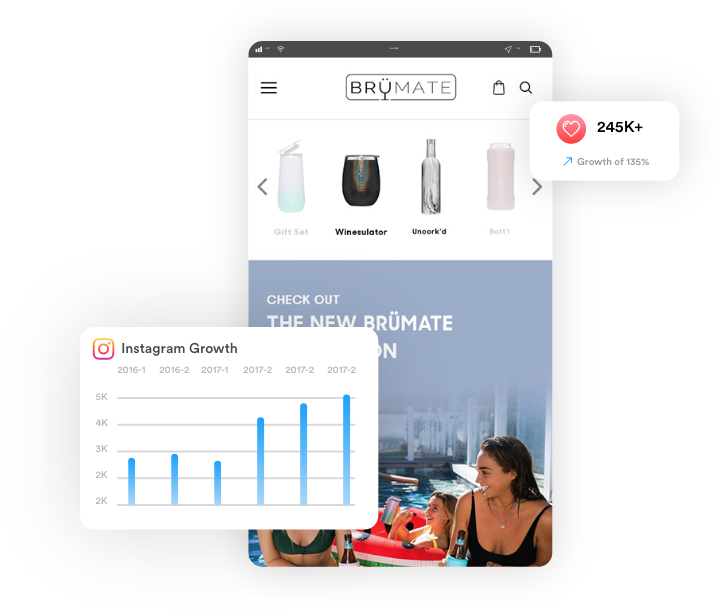 BRÜMATE
245K+
Growth of 135%
Gift Set
Winesulator
Uncork'd
Bott'l
CHECK OUT
THE NEW BRÜMATE
ON
Instagram Growth
2016-1 2016-2 2017-1 2017-2 2017-2 2017-2
5K
4K
3K
2K
2K